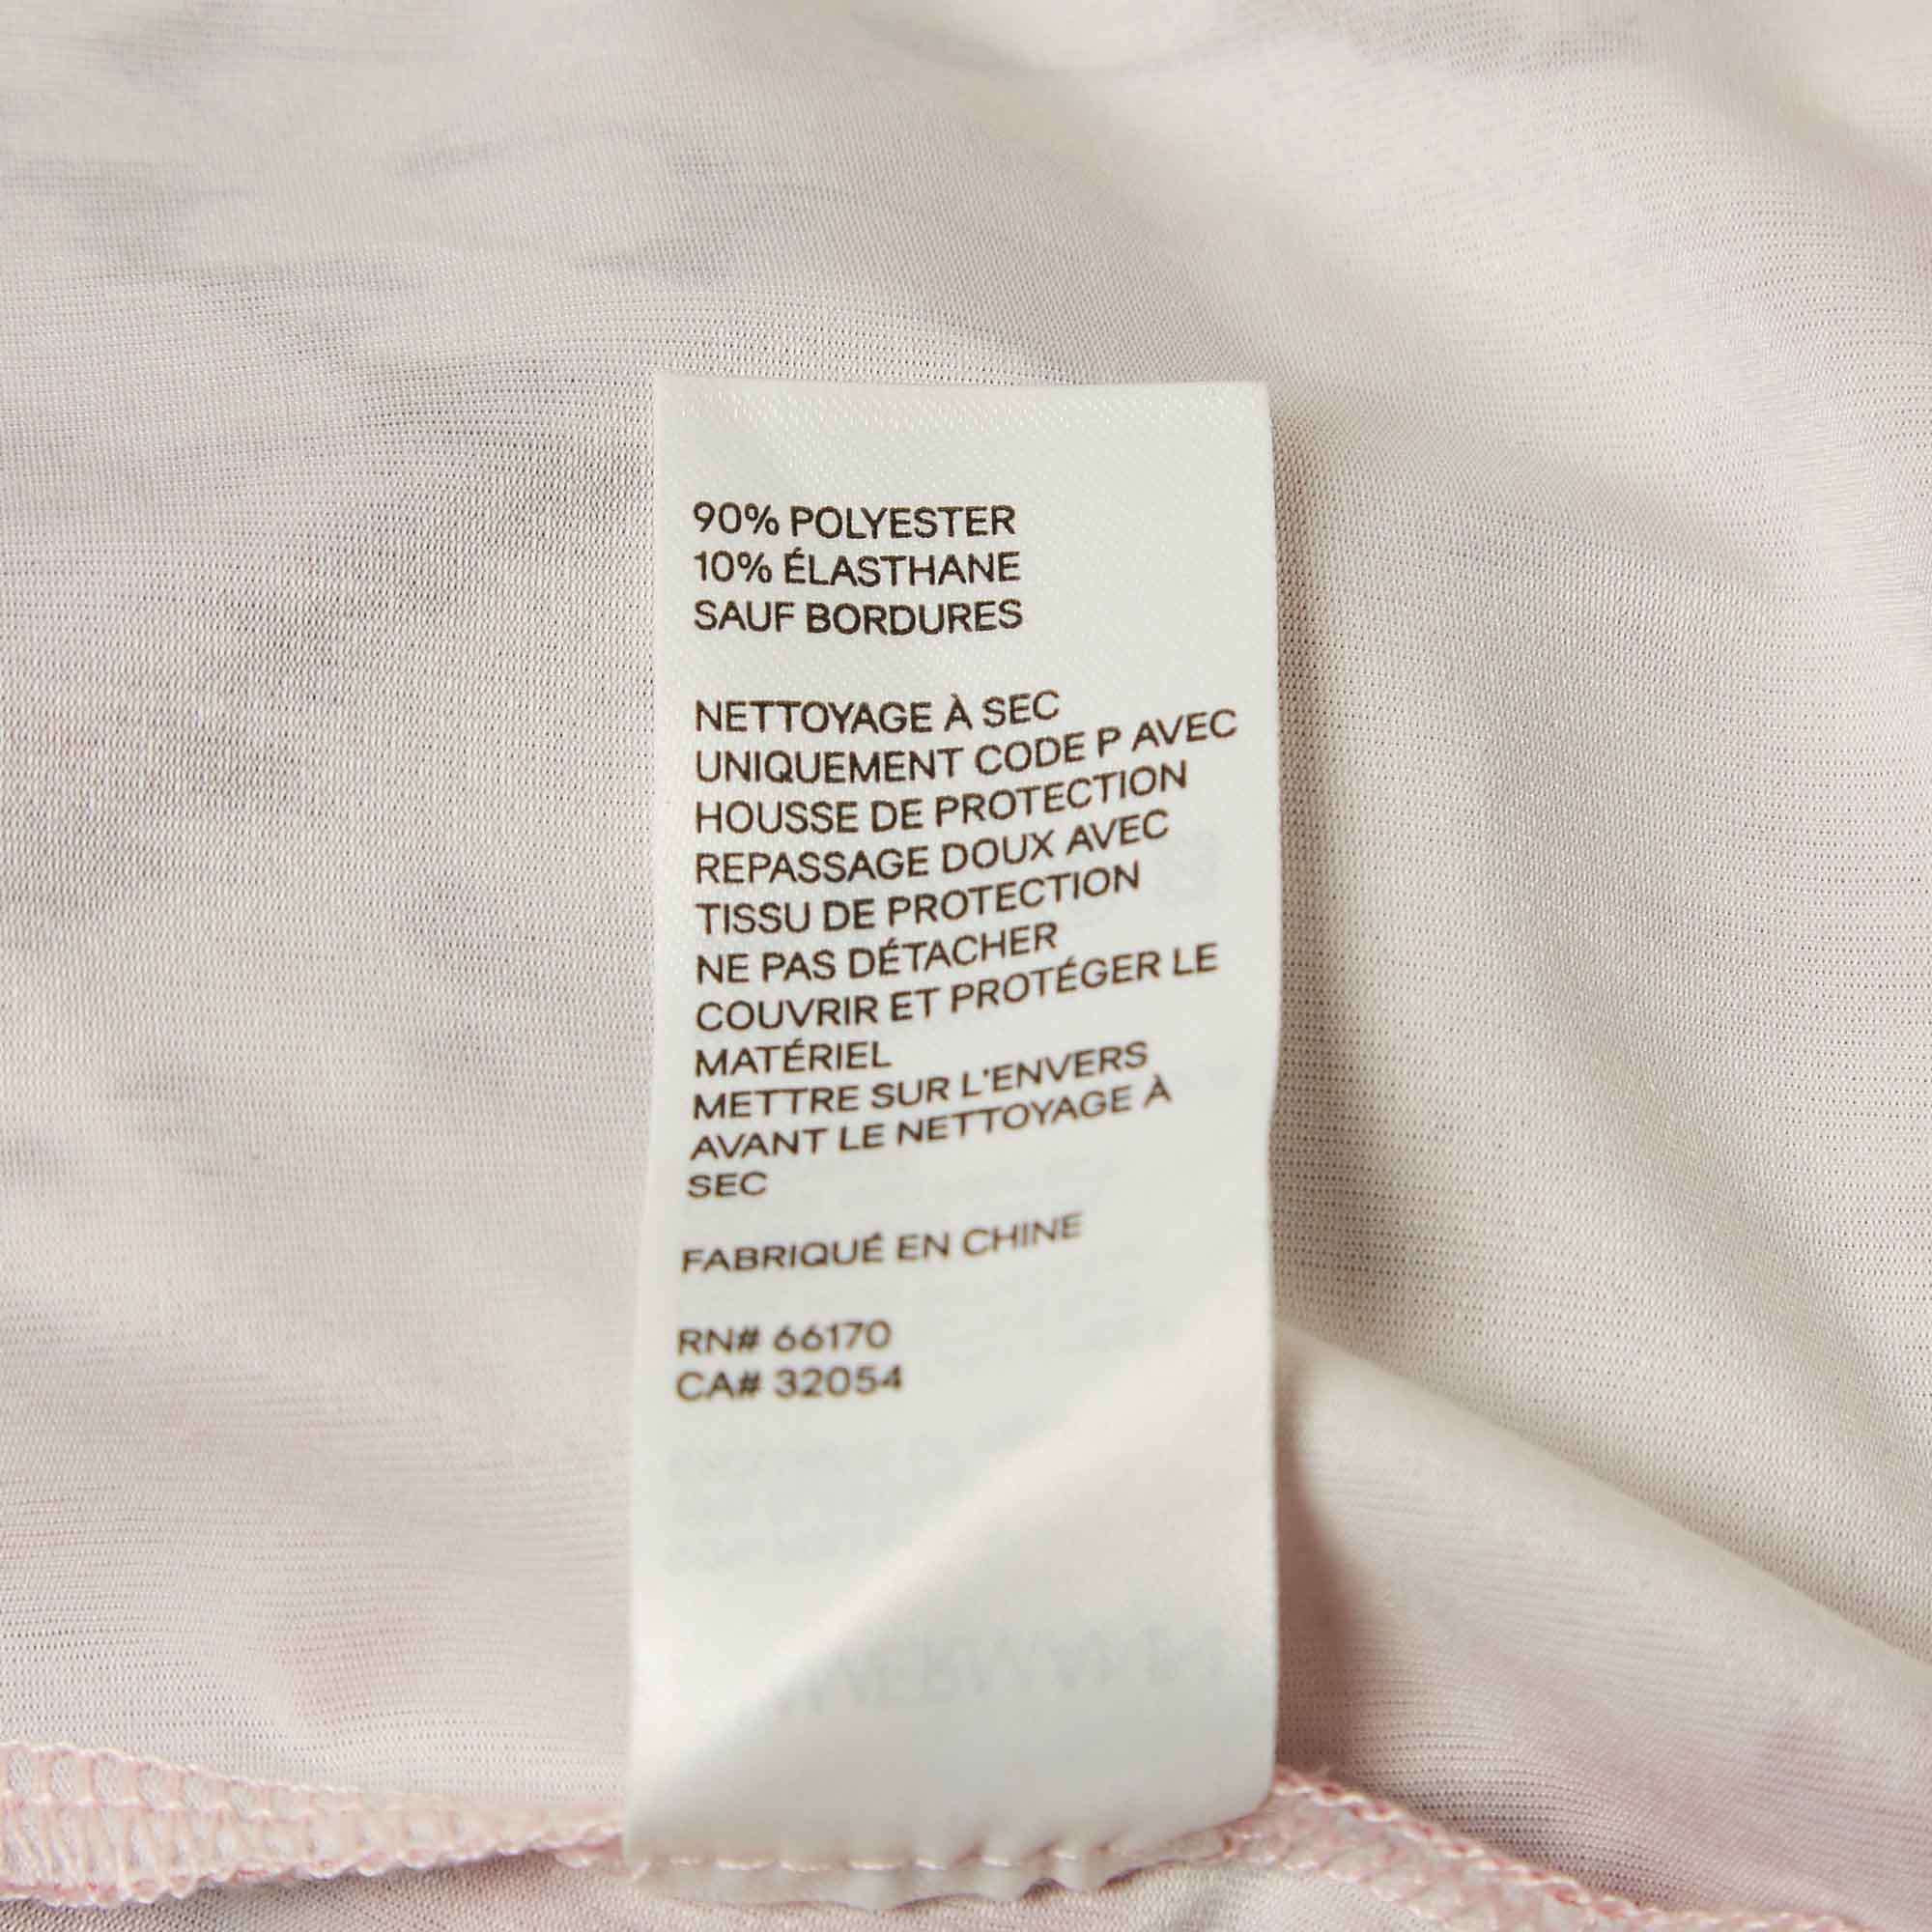 90% POLYESTER
10% ÉLASTHANE
SAUF BORDURES
NETTOYAGE À SEC
UNIQUEMENT CODE P AVEC
HOUSSE DE PROTECTION
REPASSAGE DOUX AVEC
TISSU DE PROTECTION
NE PAS DÉTACHER
COUVRIR ET PROTÉGER LE
MATÉRIEL
METTRE SUR L'ENVERS
AVANT LE NETTOYAGE À
SEC
FABRIQUÉ EN CHINE
RN# 66170
CA# 32054